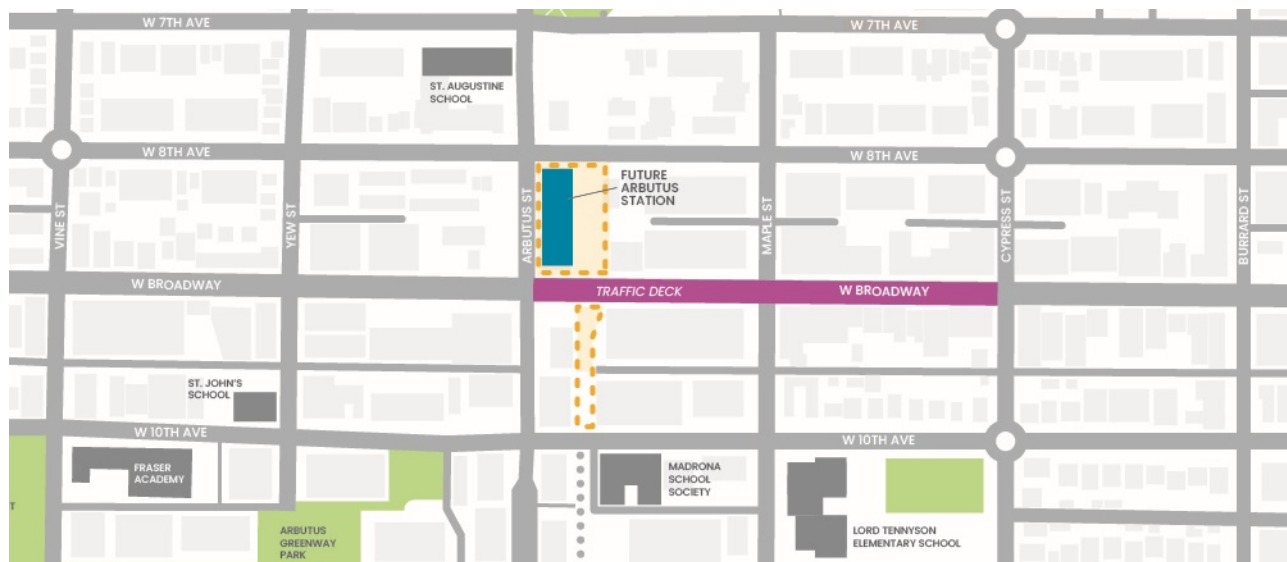 W 7TH AVE
W 7TH AVE
ST. AUGUSTINE
SCHOOL
W 8TH AVE
W 8TH AVE
FUTURE
ARBUTUS
STATION
VINE ST
YEW ST
ARBUTUS ST
MAPLE ST
CYPRESS ST
BURRARD ST
W BROADWAY
TRAFFIC DECK
W BROADWAY
ST. JOHN'S
SCHOOL
W 10TH AVE
W 10TH AVE
FRASER
ACADEMY
MADRONA
SCHOOL
SOCIETY
T
ARBUTUS
GREENWAY
PARK
LORD TENNYSON
ELEMENTARY SCHOOL